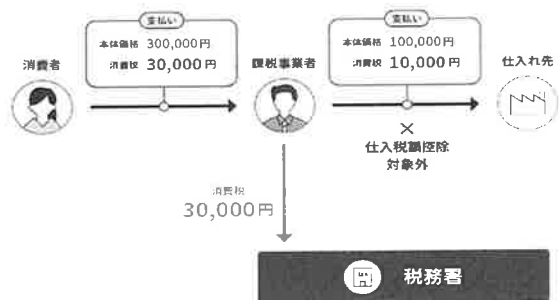 支払い
本体価格 300,000円
消費税 30,000円
支払い
本体価格 100,000円
消費税 10,000円
消費者
課税事業者
仕入れ先
×
仕入税額控除
対象外
消費税
30,000円
税務署